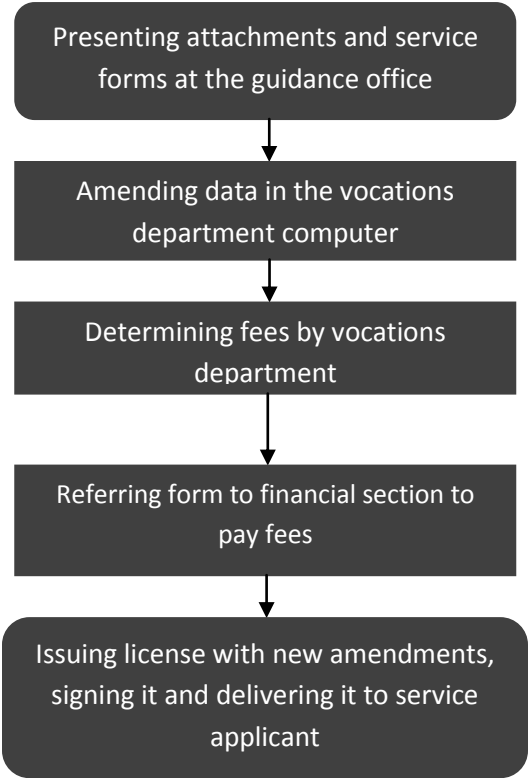 Presenting attachments and service
forms at the guidance office
Amending data in the vocations
department computer
Determining fees by vocations
department
Referring form to financial section to
pay fees
Issuing license with new amendments,
signing it and delivering it to service
applicant